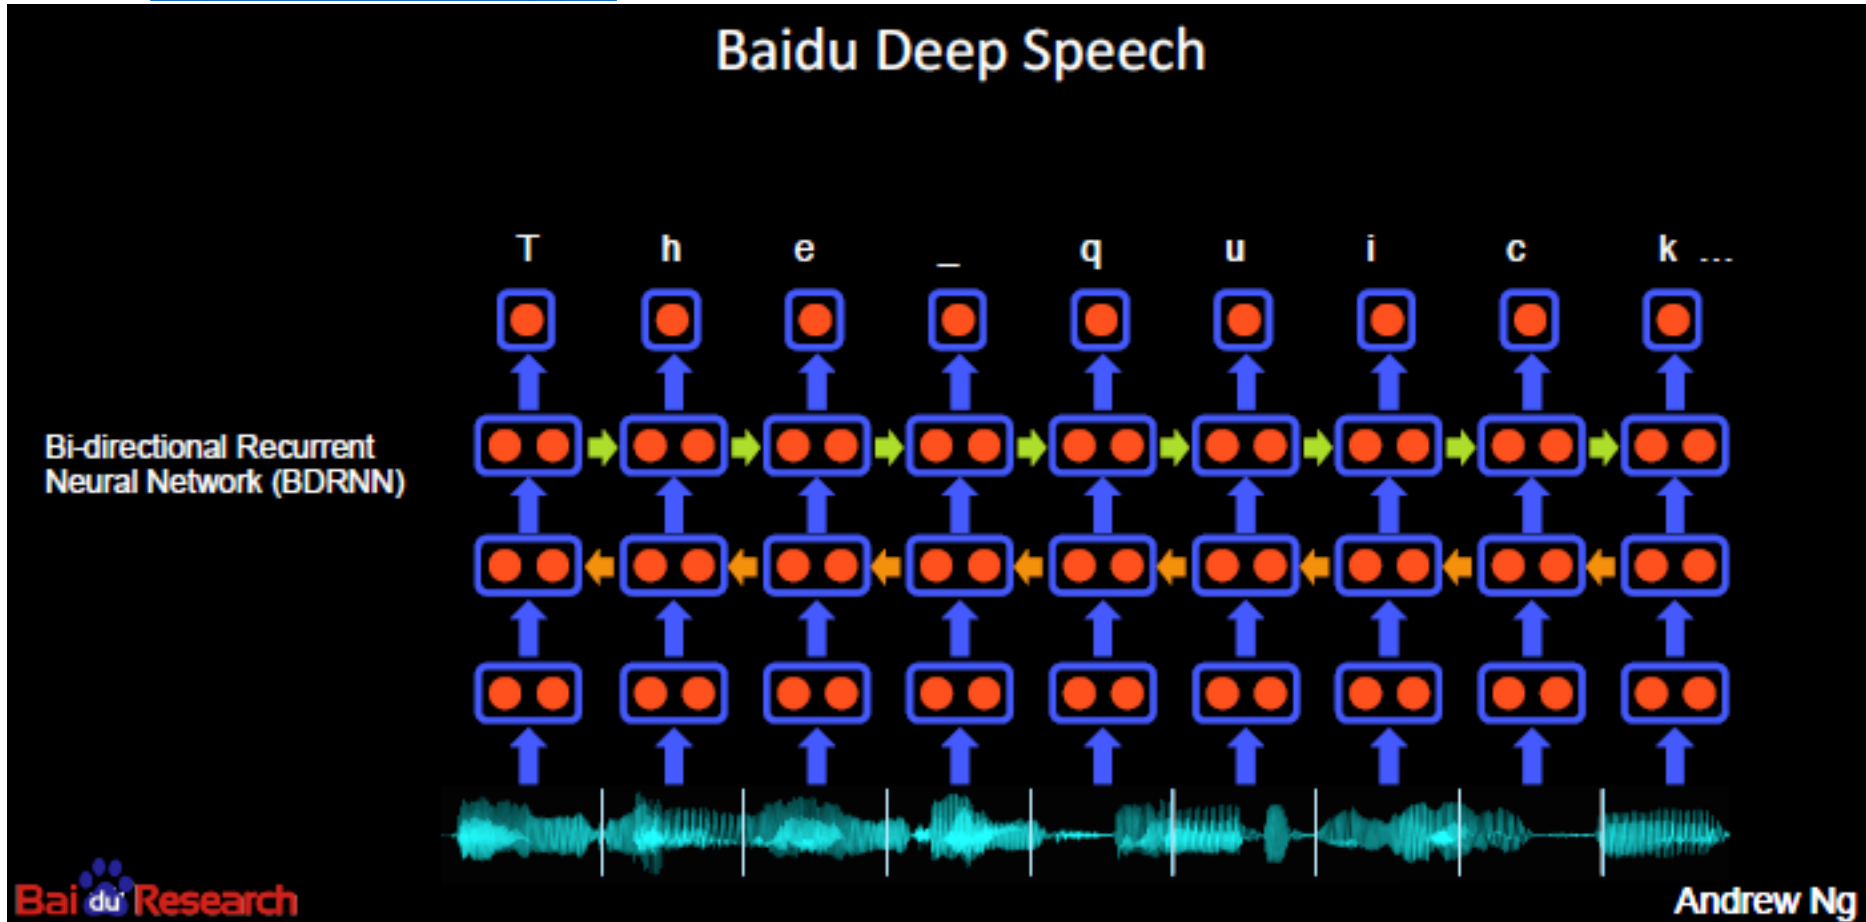 Baidu Deep Speech
T h e _ q u i c k ...
Bi-directional Recurrent
Neural Network (BDRNN)
Bai du Research
Andrew Ng